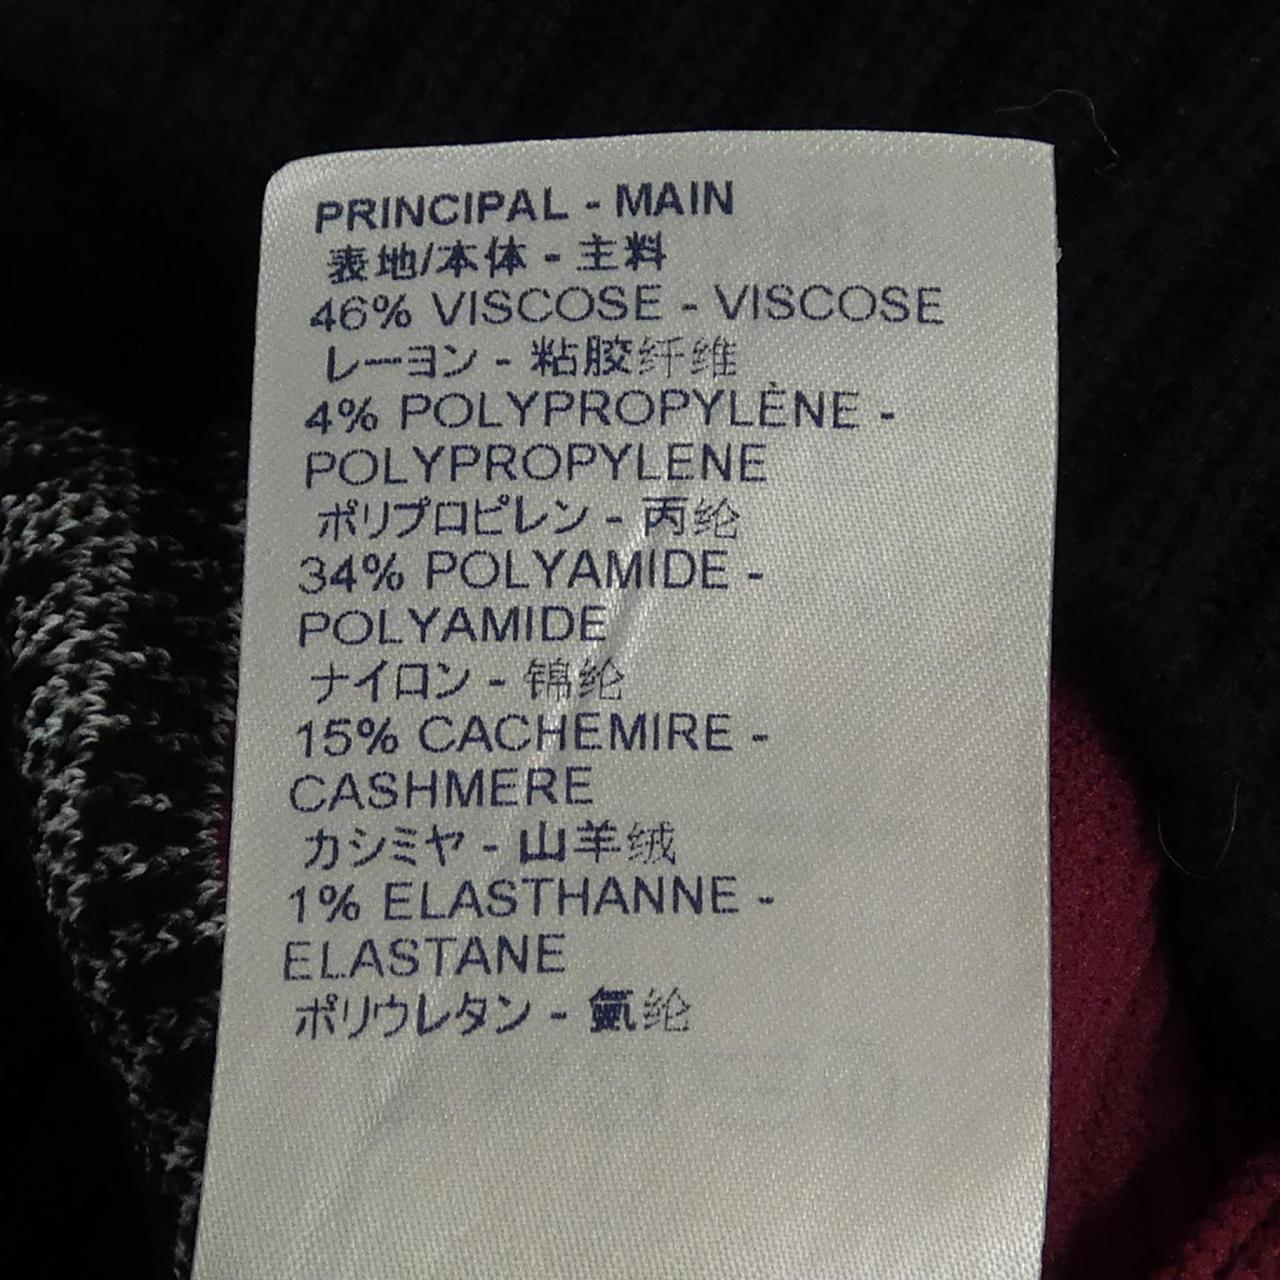 PRINCIPAL - MAIN
表地/本体 - 主料
46% VISCOSE - VISCOSE
レーヨン - 粘胶纤维
4% POLYPROPYLÈNE -
POLYPROPYLENE
ポリプロピレン - 丙纶
34% POLYAMIDE -
POLYAMIDE
ナイロン - 锦纶
15% CACHEMIRE -
CASHMERE
カシミヤ - 山羊绒
1% ELASTHANNE -
ELASTANE
ポリウレタン - 氨纶